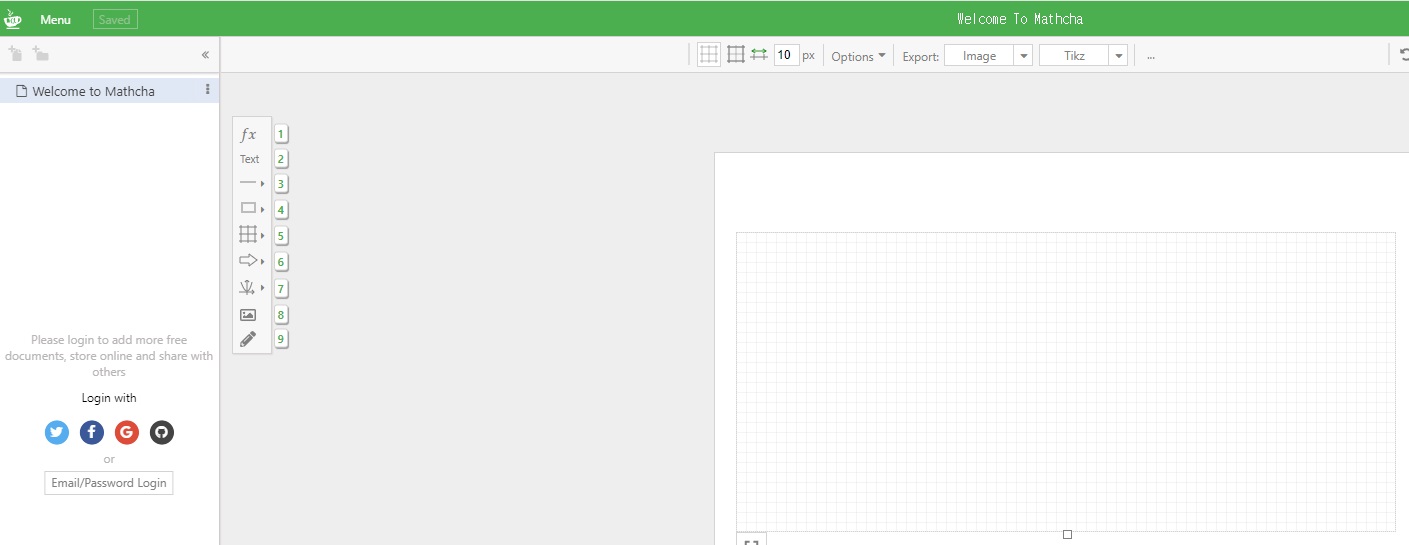 Menu
Saved
Welcome To Mathcha
«
10 px
Options
Export:
Image
Tikz
...
Welcome to Mathcha
fx
1
Text
2
3
4
5
6
7
8
9
Please login to add more free
documents, store online and share with
others
Login with
or
Email/Password Login